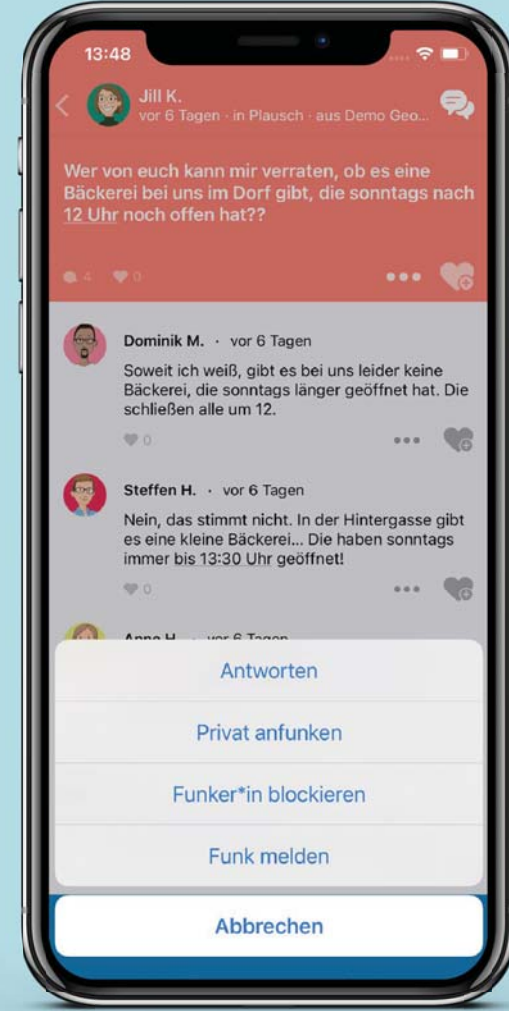 13:48
Jill K.
vor 6 Tagen · in Plausch · aus Demo Geo...
Wer von euch kann mir verraten, ob es eine
Bäckerei bei uns im Dorf gibt, die sonntags nach
12 Uhr noch offen hat??
4 0
Dominik M. · vor 6 Tagen
Soweit ich weiß, gibt es bei uns leider keine
Bäckerei, die sonntags länger geöffnet hat. Die
schließen alle um 12.
0
Steffen H. · vor 6 Tagen
Nein, das stimmt nicht. In der Hintergasse gibt
es eine kleine Bäckerei... Die haben sonntags
immer bis 13:30 Uhr geöffnet!
0
Anne H. · vor 6 Tagen
Antworten
Privat anfunken
Funker*in blockieren
Funk melden
Abbrechen